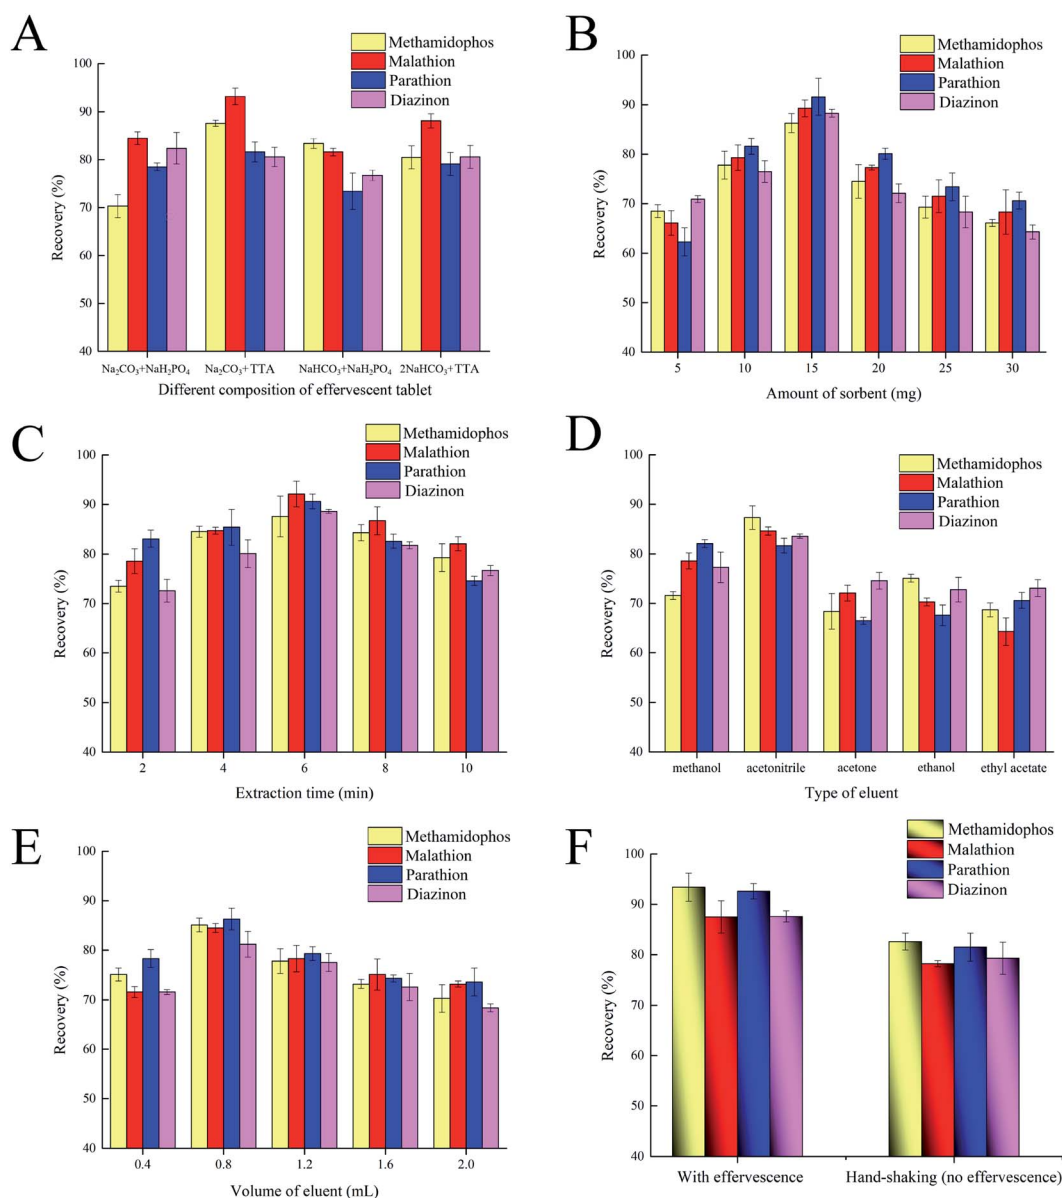 A
Methamidophos
Malathion
Parathion
Diazinon
100
90
80
70
60
50
40
Recovery (%)
Na₂CO₃+NaH₂PO₄ Na₂CO₃+TTA NaHCO₃+NaH₂PO₄ 2NaHCO₃+TTA
Different composition of effervescent tablet
B
Methamidophos
Malathion
Parathion
Diazinon
100
90
80
70
60
50
40
Recovery (%)
5 10 15 20 25 30
Amount of sorbent (mg)
C
Methamidophos
Malathion
Parathion
Diazinon
100
90
80
70
60
50
40
Recovery (%)
2 4 6 8 10
Extraction time (min)
D
Methamidophos
Malathion
Parathion
Diazinon
100
90
80
70
60
50
40
Recovery (%)
methanol acetonitrile acetone ethanol ethyl acetate
Type of eluent
E
Methamidophos
Malathion
Parathion
Diazinon
100
90
80
70
60
50
40
Recovery (%)
0.4 0.8 1.2 1.6 2.0
Volume of eluent (mL)
F
Methamidophos
Malathion
Parathion
Diazinon
100
90
80
70
60
50
40
Recovery (%)
With effervescence Hand-shaking (no effervescence)